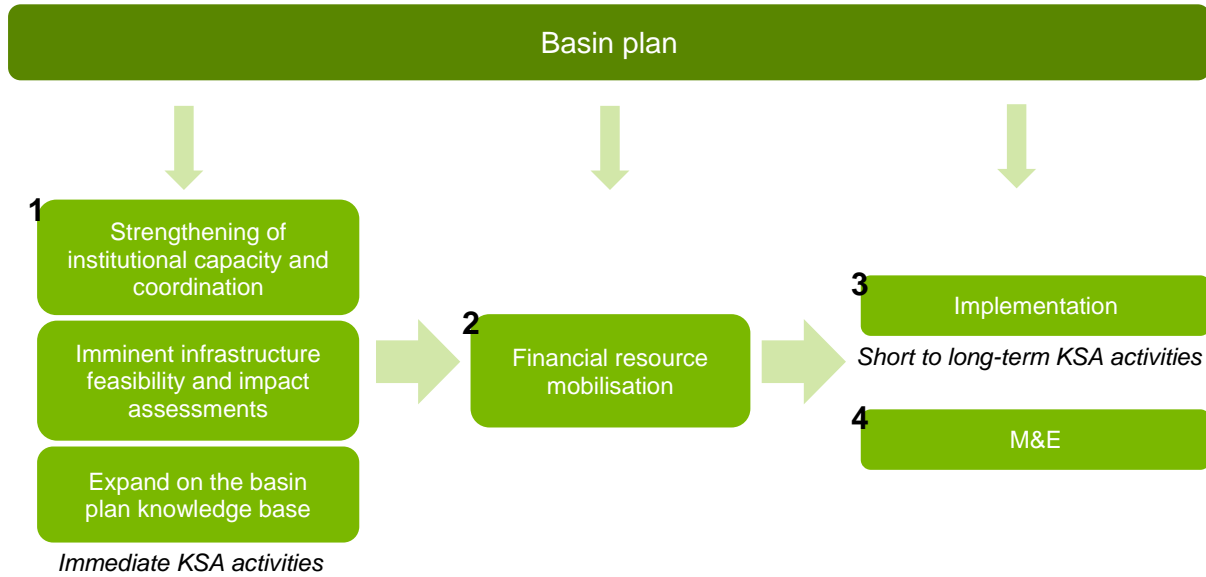 Basin plan
1
Strengthening of
institutional capacity and
coordination
Imminent infrastructure
feasibility and impact
assessments
Expand on the basin
plan knowledge base
Immediate KSA activities
2
Financial resource
mobilisation
3
Implementation
Short to long-term KSA activities
4
M&E